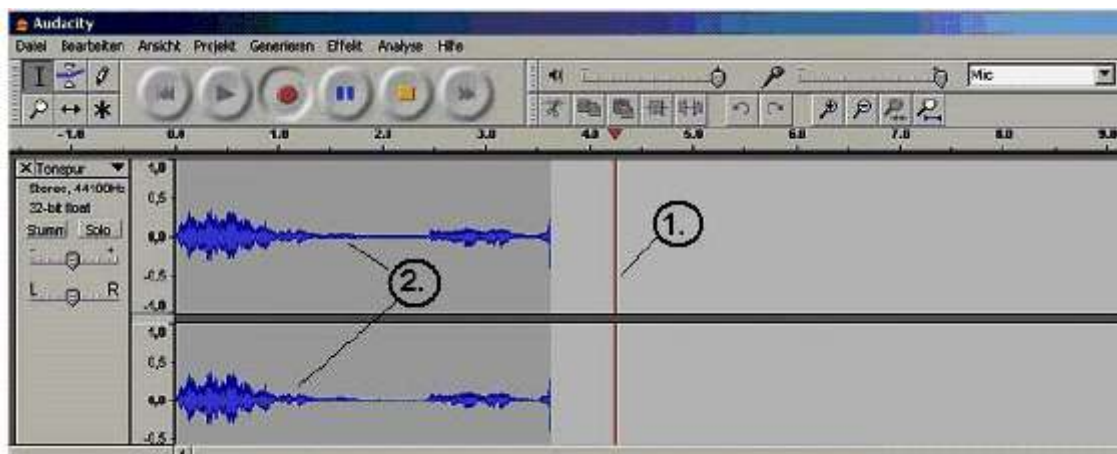 Audacity
Datei Bearbeiten Ansicht Projekt Generieren Effekt Analyse Hilfe
Mic
-1.0 0.0 1.0 2.0 3.0 4.0 5.0 6.0 7.0 8.0 9.0
X Tonspur
Stereo, 44100Hz
32-bit float
Stumm Solo
- +
L R
1,0
0,5
0,0
-0,5
-1,0
1,0
0,5
0,0
-0,5
1.
2.